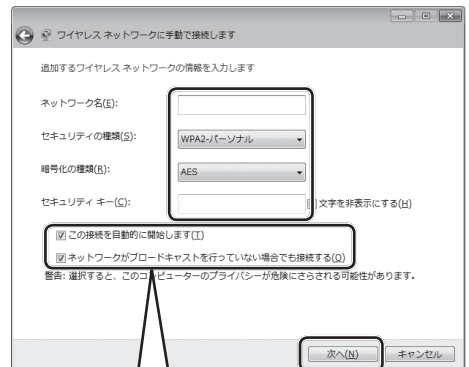 ワイヤレス ネットワークに手動で接続します
追加するワイヤレス ネットワークの情報を入力します
ネットワーク名(E):
セキュリティの種類(S):
WPA2-パーソナル
暗号化の種類(R):
AES
セキュリティ キー(C):
文字を非表示にする(H)
この接続を自動的に開始します(T)
ネットワークがブロードキャストを行っていない場合でも接続する(O)
警告: 選択すると、このコンピューターのプライバシーが危険にさらされる可能性があります。
次へ(N)
キャンセル